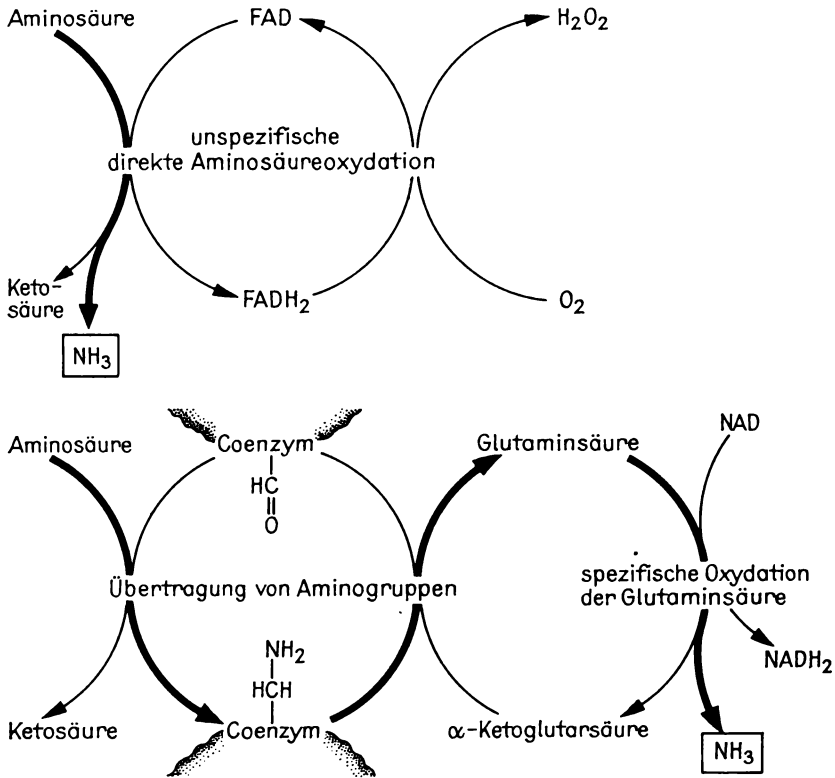 Aminosäure
FAD
H2O2
unspezifische
direkte Aminosäureoxydation
Keto-
säure
FADH2
O2
NH3
Aminosäure
Coenzym
HC
O
Glutaminsäure
NAD
Übertragung von Aminogruppen
spezifische Oxydation
der Glutaminsäure
NH2
HCH
NADH2
Ketosäure
Coenzym
α-Ketoglutarsäure
NH3